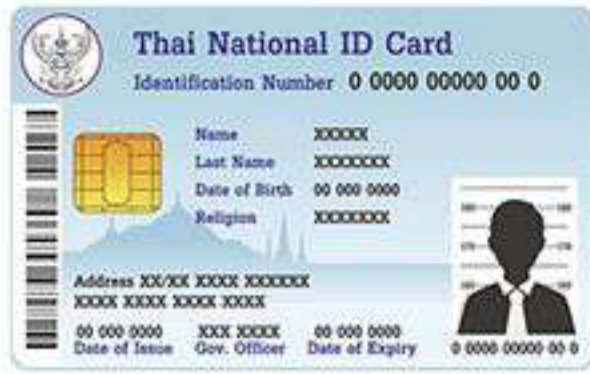 Thai National ID Card
Identification Number 0 0000 00000 00 0
Name XXXXX
Last Name XXXXXXX
Date of Birth 00 000 0000
Religion XXXXXXX
Address XX/XX XXXX XXXXXX
XXXX XXXX XXXX XXXX
00 000 0000 XXX XXXX 00 000 0000
Date of Issue Gov. Officer Date of Expiry
0 0000 00000 00 0